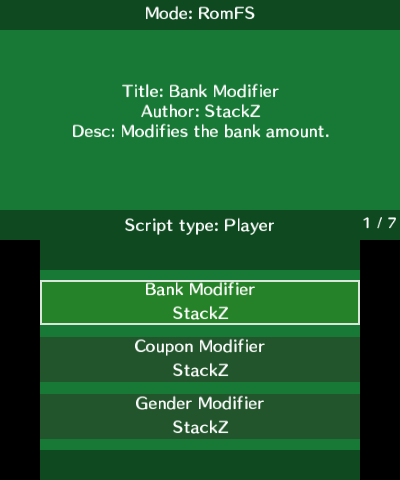 Mode: RomFS
Title: Bank Modifier
Author: StackZ
Desc: Modifies the bank amount.
Script type: Player
1 / 7
Bank Modifier
StackZ
Coupon Modifier
StackZ
Gender Modifier
StackZ